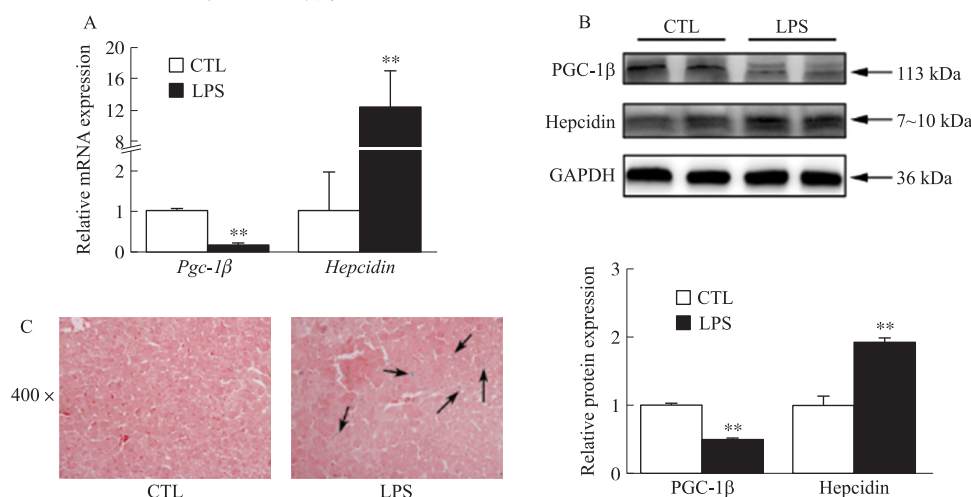 A
Relative mRNA expression
20
16
12
8
2
1
0
CTL
LPS
**
**
Pgc-1β
Hepcidin
B
CTL
LPS
PGC-1β
113 kDa
Hepcidin
7~10 kDa
GAPDH
36 kDa
Relative protein expression
3
2
1
0
CTL
LPS
**
**
PGC-1β
Hepcidin
C
400 ×
CTL
LPS